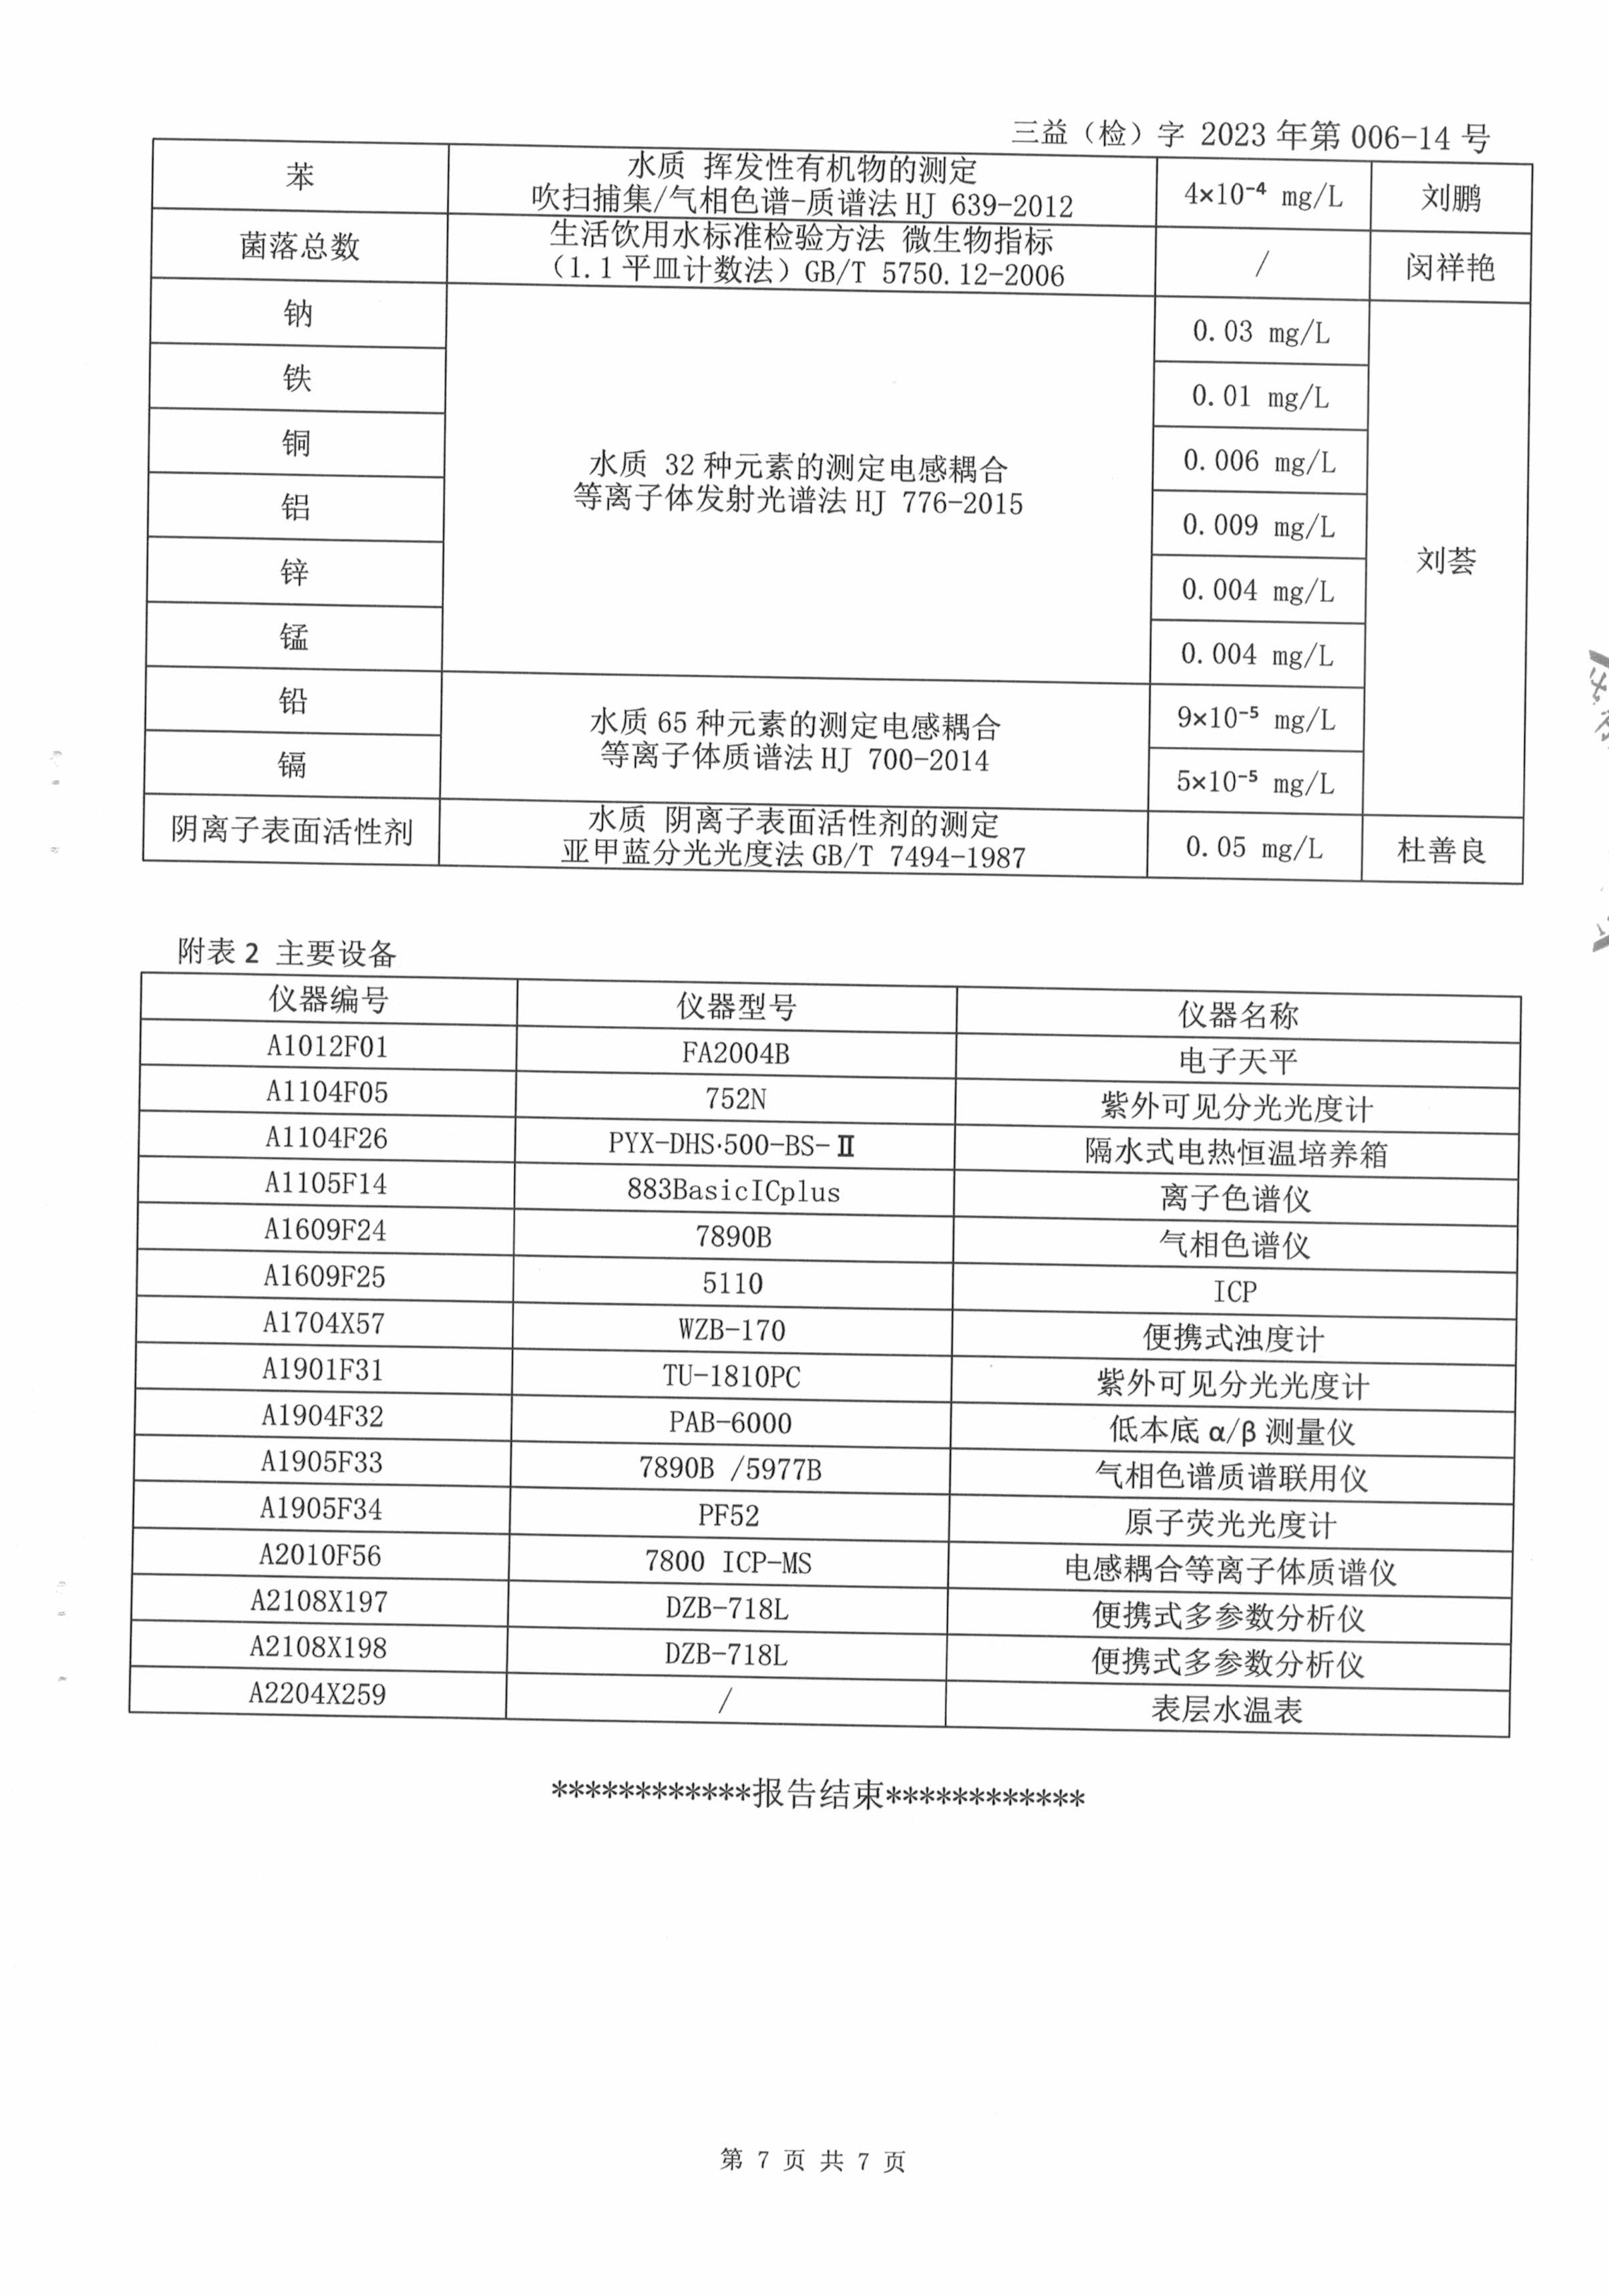 三益（检）字 2023 年第 006-14 号
苯
水质 挥发性有机物的测定
吹扫捕集/气相色谱-质谱法 HJ 639-2012
4×10⁻⁴ mg/L
刘鹏
菌落总数
生活饮用水标准检验方法 微生物指标
（1.1 平皿计数法）GB/T 5750.12-2006
/
闵祥艳
钠
铁
铜
铝
锌
锰
水质 32 种元素的测定电感耦合
等离子体发射光谱法 HJ 776-2015
0.03 mg/L
0.01 mg/L
0.006 mg/L
0.009 mg/L
0.004 mg/L
0.004 mg/L
刘荟
铅
镉
水质 65 种元素的测定电感耦合
等离子体质谱法 HJ 700-2014
9×10⁻⁵ mg/L
5×10⁻⁵ mg/L
阴离子表面活性剂
水质 阴离子表面活性剂的测定
亚甲蓝分光光度法 GB/T 7494-1987
0.05 mg/L
杜善良
附表 2 主要设备
仪器编号 仪器型号 仪器名称
A1012F01 FA2004B 电子天平
A1104F05 752N 紫外可见分光光度计
A1104F26 PYX-DHS·500-BS-Ⅱ 隔水式电热恒温培养箱
A1105F14 883BasicICplus 离子色谱仪
A1609F24 7890B 气相色谱仪
A1609F25 5110 ICP
A1704X57 WZB-170 便携式浊度计
A1901F31 TU-1810PC 紫外可见分光光度计
A1904F32 PAB-6000 低本底 α/β 测量仪
A1905F33 7890B /5977B 气相色谱质谱联用仪
A1905F34 PF52 原子荧光光度计
A2010F56 7800 ICP-MS 电感耦合等离子体质谱仪
A2108X197 DZB-718L 便携式多参数分析仪
A2108X198 DZB-718L 便携式多参数分析仪
A2204X259 / 表层水温表
************报告结束************
第 7 页 共 7 页